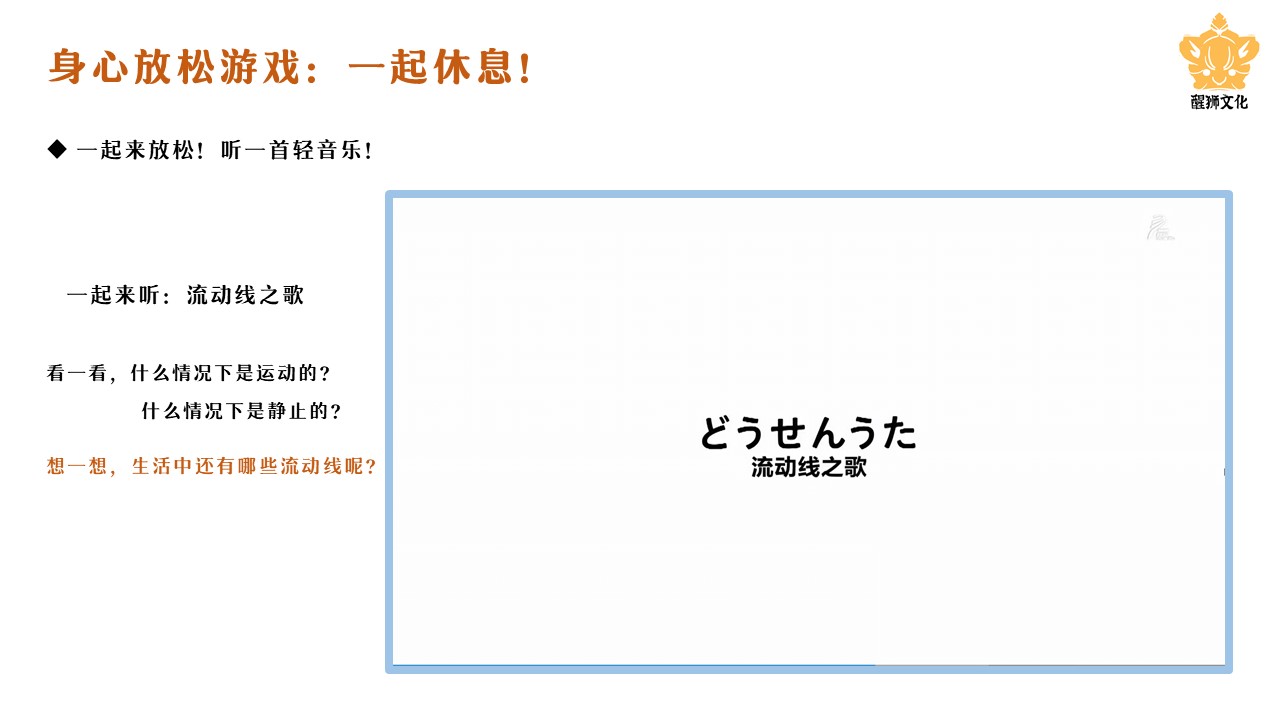 身心放松游戏：一起休息！
醒狮文化
◆ 一起来放松！听一首轻音乐！
一起来听：流动线之歌
看一看，什么情况下是运动的？
什么情况下是静止的？
想一想，生活中还有哪些流动线呢？
どうせんうた
流动线之歌